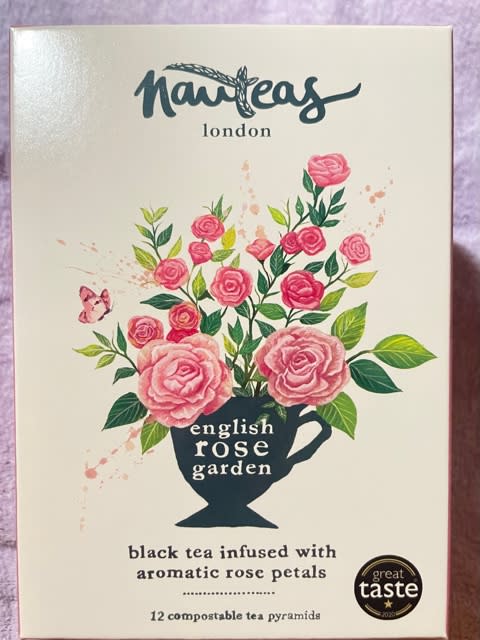 nauteas
london
english
rose
garden
black tea infused with
aromatic rose petals
12 compostable tea pyramids
great
taste
2020